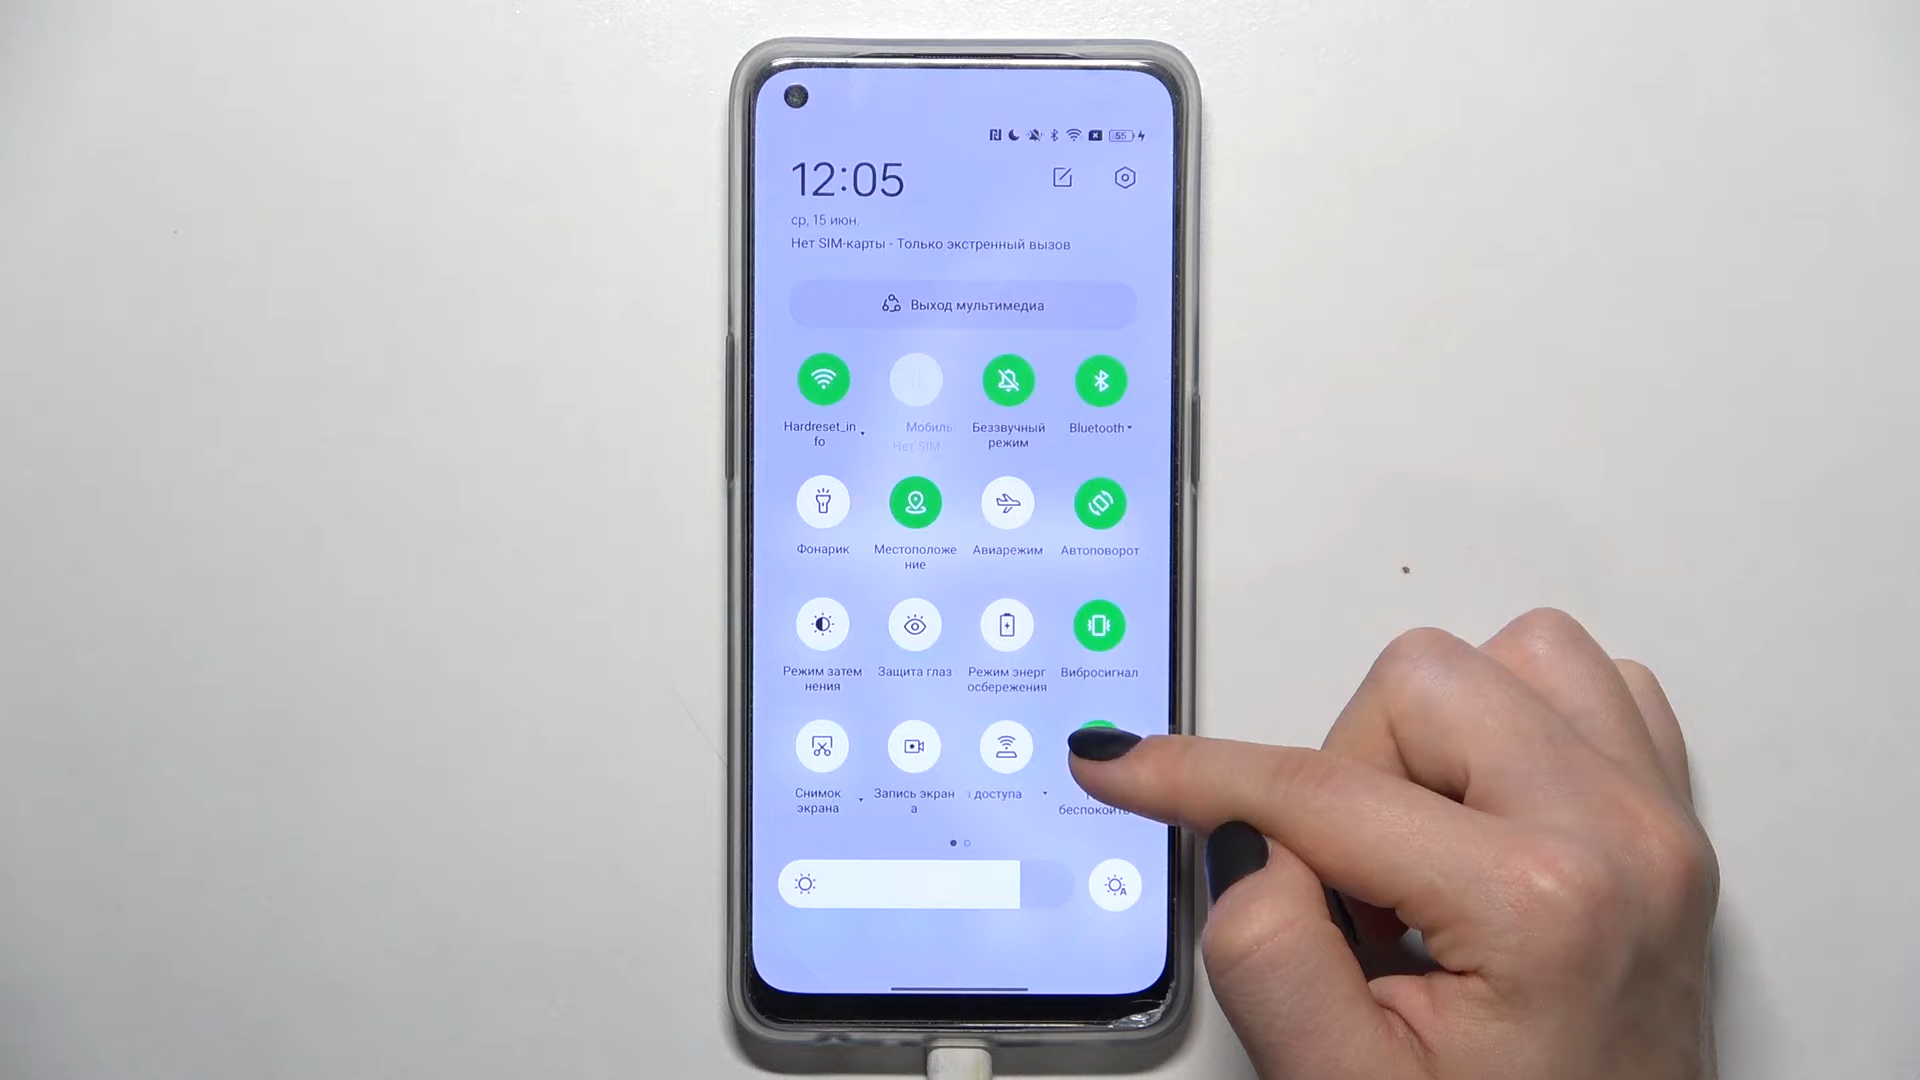 55
12:05
ср, 15 июн.
Нет SIM-карты - Только экстренный вызов
Выход мультимедиа
Hardreset_in
fo
Мобиль
Нет SIM
Беззвучный
режим
Bluetooth
Фонарик
Местоположе
ние
Авиарежим
Автоповорот
Режим затем
нения
Защита глаз
Режим энерг
осбережения
Вибросигнал
Снимок
экрана
Запись экран
а
доступа
беспокоить
A